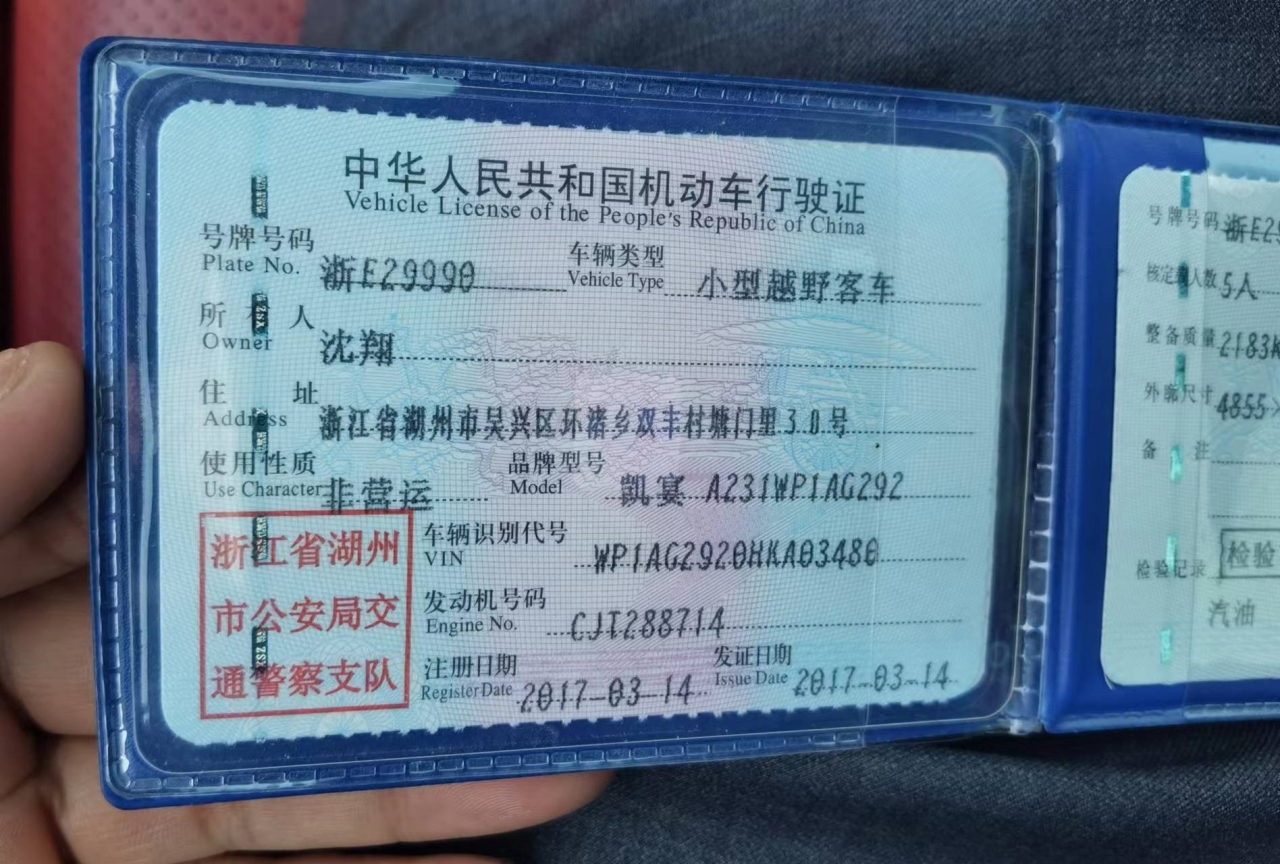 中华人民共和国机动车行驶证
Vehicle License of the People's Republic of China
号牌号码
Plate No. 浙E29990
车辆类型
Vehicle Type 小型越野客车
所 人
Owner 沈翔
住 址
Address 浙江省湖州市吴兴区环渚乡双丰村塘门里30号
使用性质
Use Character 非营运
品牌型号
Model 凯宴 A231WP1AG292
浙江省湖州
市公安局交
通警察支队
车辆识别代号
VIN WP1AG2920HKA03480
发动机号码
Engine No. CJT288714
注册日期
Register Date 2017-03-14
发证日期
Issue Date 2017-03-14
号牌号码 浙E29
核定载人数 5人
整备质量 2183K
外廓尺寸 4855×
备 注
检验记录 检验
汽油